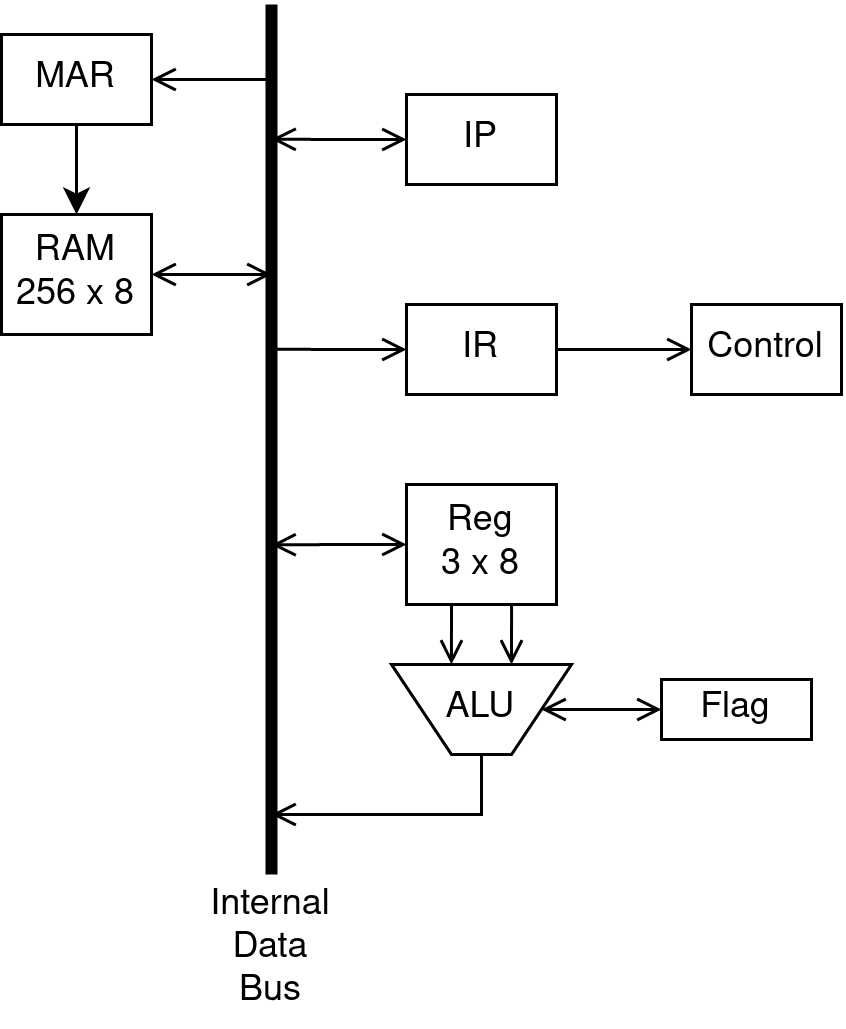 MAR
IP
RAM
256 x 8
IR
Control
Reg
3 x 8
ALU
Flag
Internal
Data
Bus